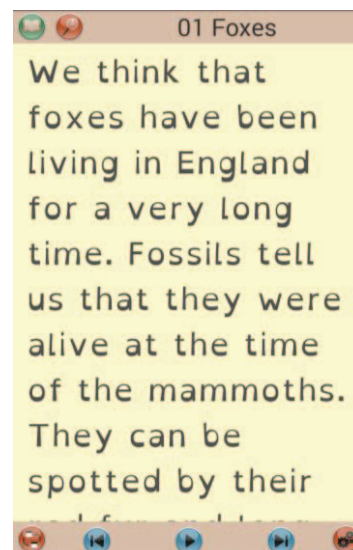 01 Foxes
We think that
foxes have been
living in England
for a very long
time. Fossils tell
us that they were
alive at the time
of the mammoths.
They can be
spotted by their